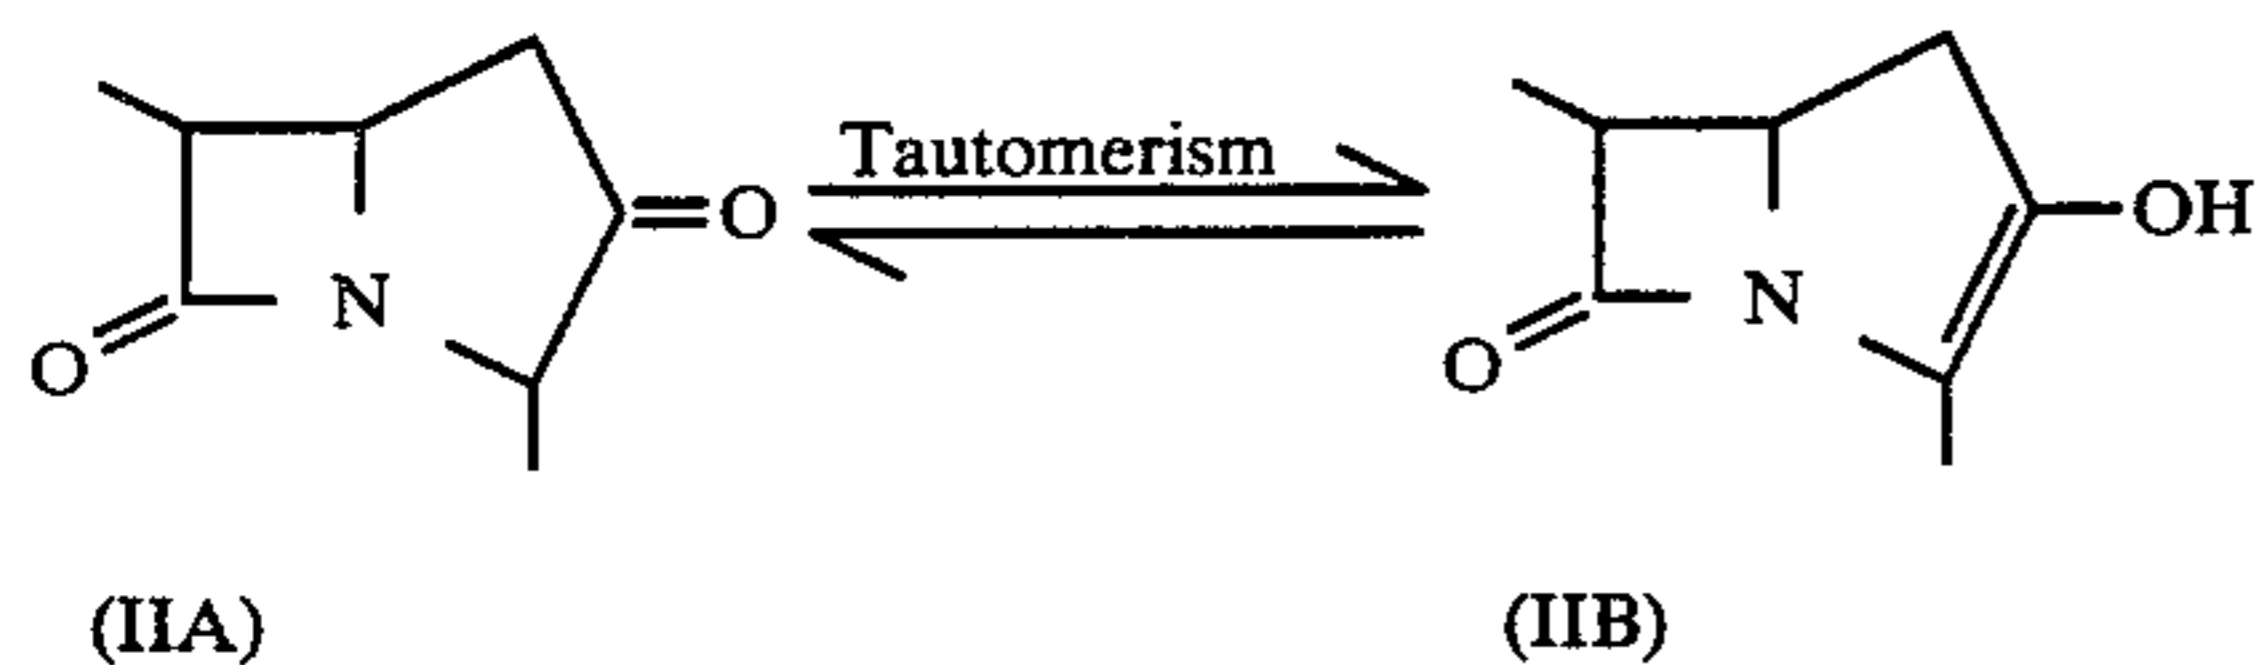 Tautomerism
O
OH
N
N
O
O
(IIA)
(IIB)